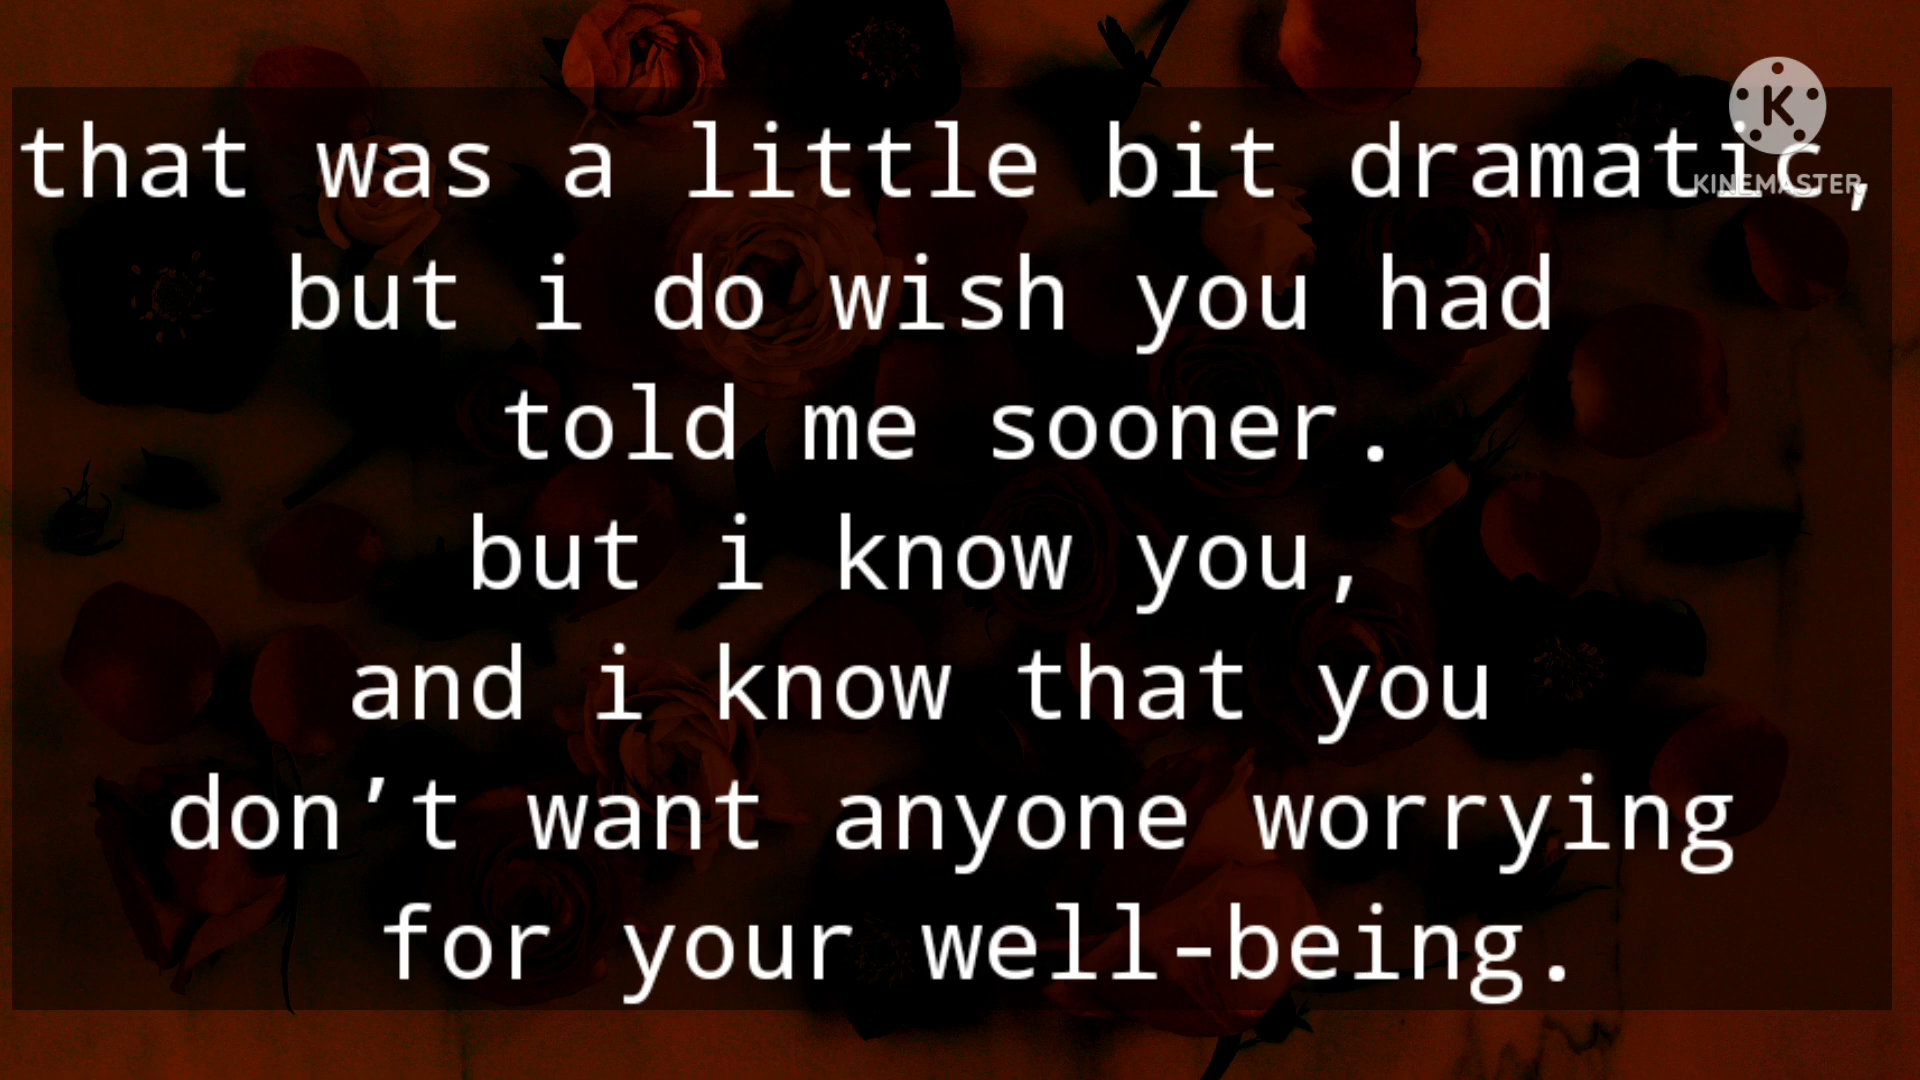 that was a little bit dramatic,
KINEMASTER
but i do wish you had
told me sooner.
but i know you,
and i know that you
don’t want anyone worrying
for your well-being.